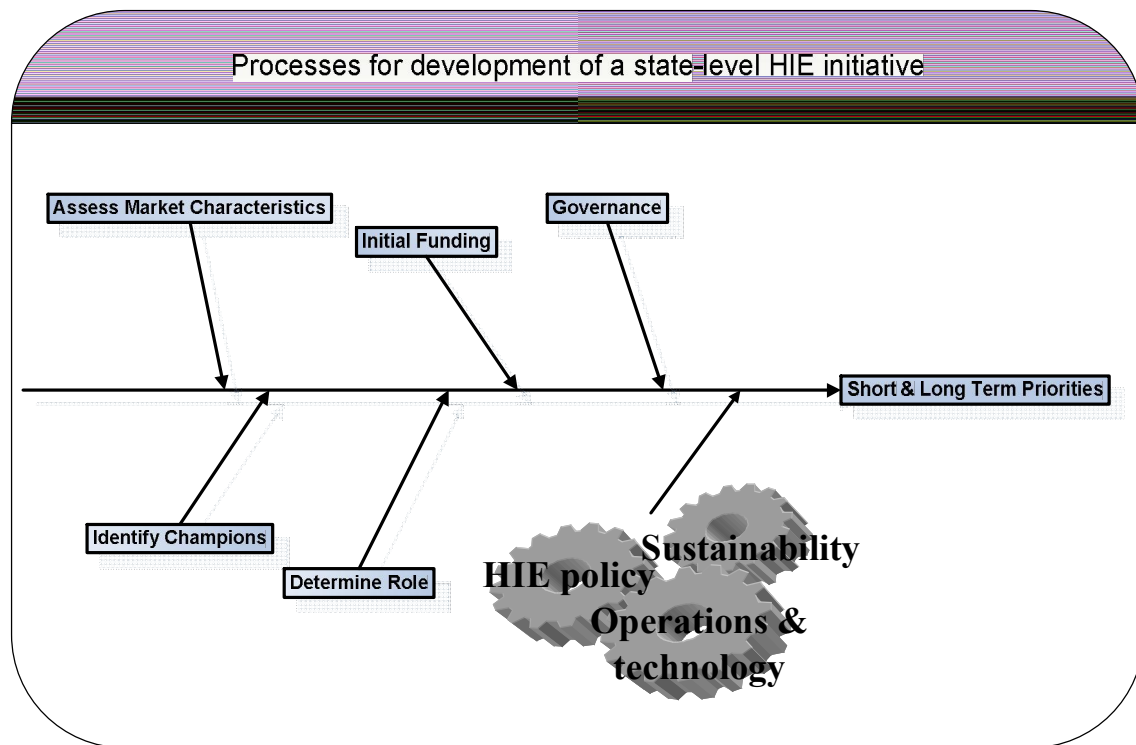 Processes for development of a state-level HIE initiative
Assess Market Characteristics
Governance
Initial Funding
Short & Long Term Priorities
Identify Champions
Determine Role
Sustainability
HIE policy
Operations &
technology